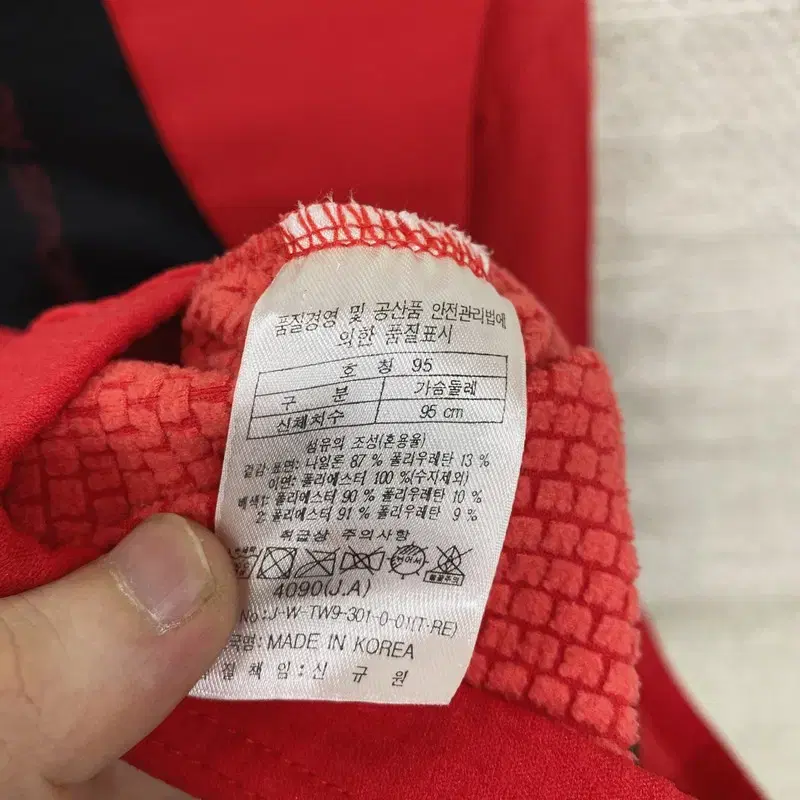 품질경영 및 공산품 안전관리법에
의한 품질표시
호 칭 95
구 분 가슴둘레
신체치수 95 cm
섬유의 조성(혼용율)
겉감 표면: 나일론 87 % 폴리우레탄 13 %
이면: 폴리에스터 100 %(수자제외)
배색1: 폴리에스터 90 % 폴리우레탄 10 %
2: 폴리에스터 91 % 폴리우레탄 9 %
취급상 주의사항
4090(J.A)
No: J-W-TW9-301-0-01(T-RE)
국명: MADE IN KOREA
질 책 임: 신 규 원